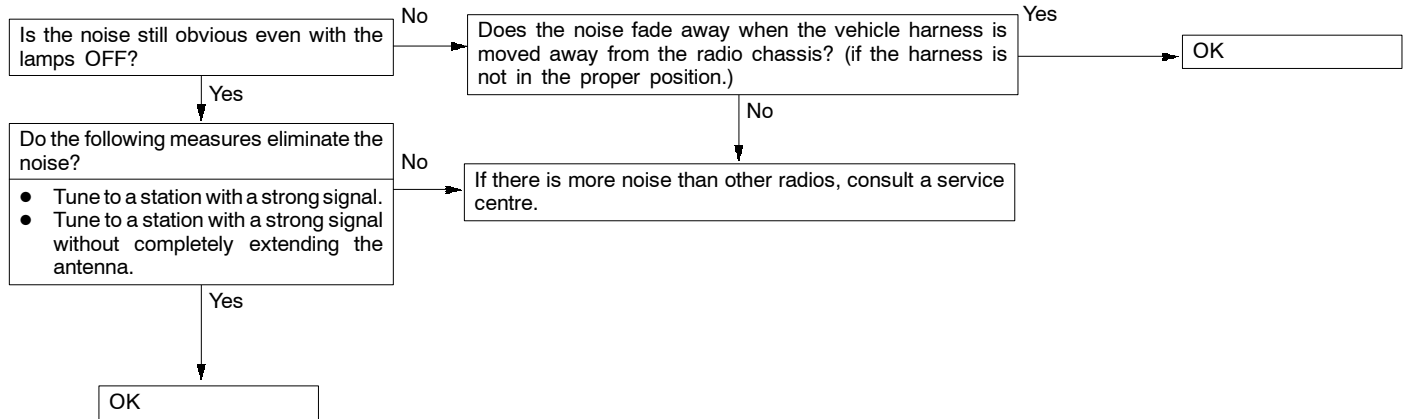 Is the noise still obvious even with the
lamps OFF?
No
Does the noise fade away when the vehicle harness is
moved away from the radio chassis? (if the harness is
not in the proper position.)
Yes
OK
Yes
No
Do the following measures eliminate the
noise?
● Tune to a station with a strong signal.
● Tune to a station with a strong signal
without completely extending the
antenna.
No
If there is more noise than other radios, consult a service
centre.
Yes
OK